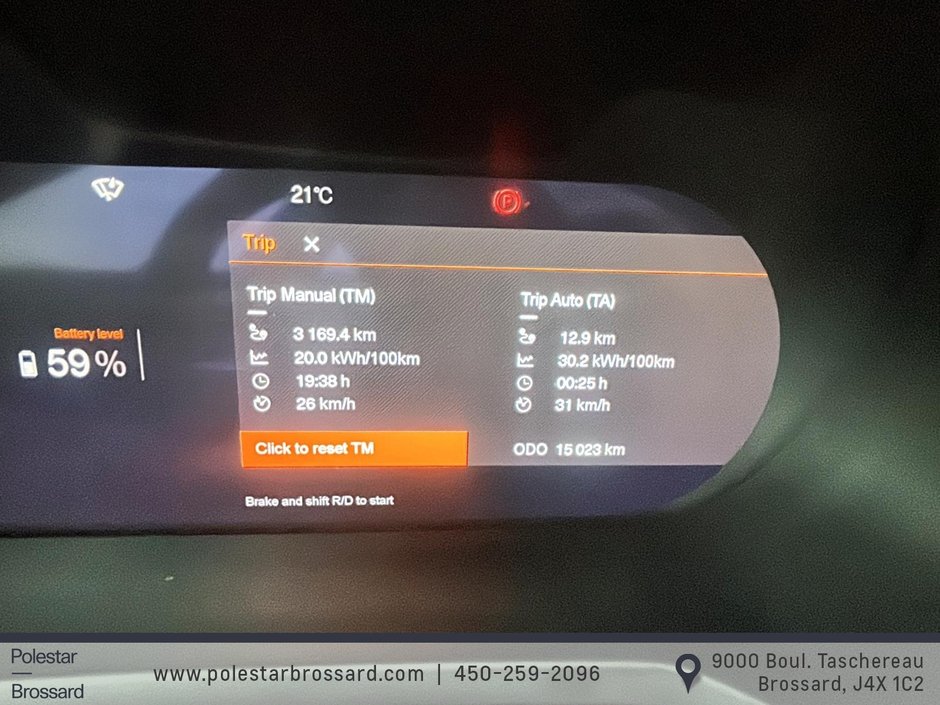 21°C
P
Trip
Trip Manual (TM)
3 169.4 km
20.0 kWh/100km
19:38 h
26 km/h
Click to reset TM
Trip Auto (TA)
12.9 km
30.2 kWh/100km
00:25 h
31 km/h
ODO 15 023 km
Battery level
59%
Brake and shift R/D to start
Polestar
Brossard
www.polestarbrossard.com | 450-259-2096
9000 Boul. Taschereau
Brossard, J4X 1C2